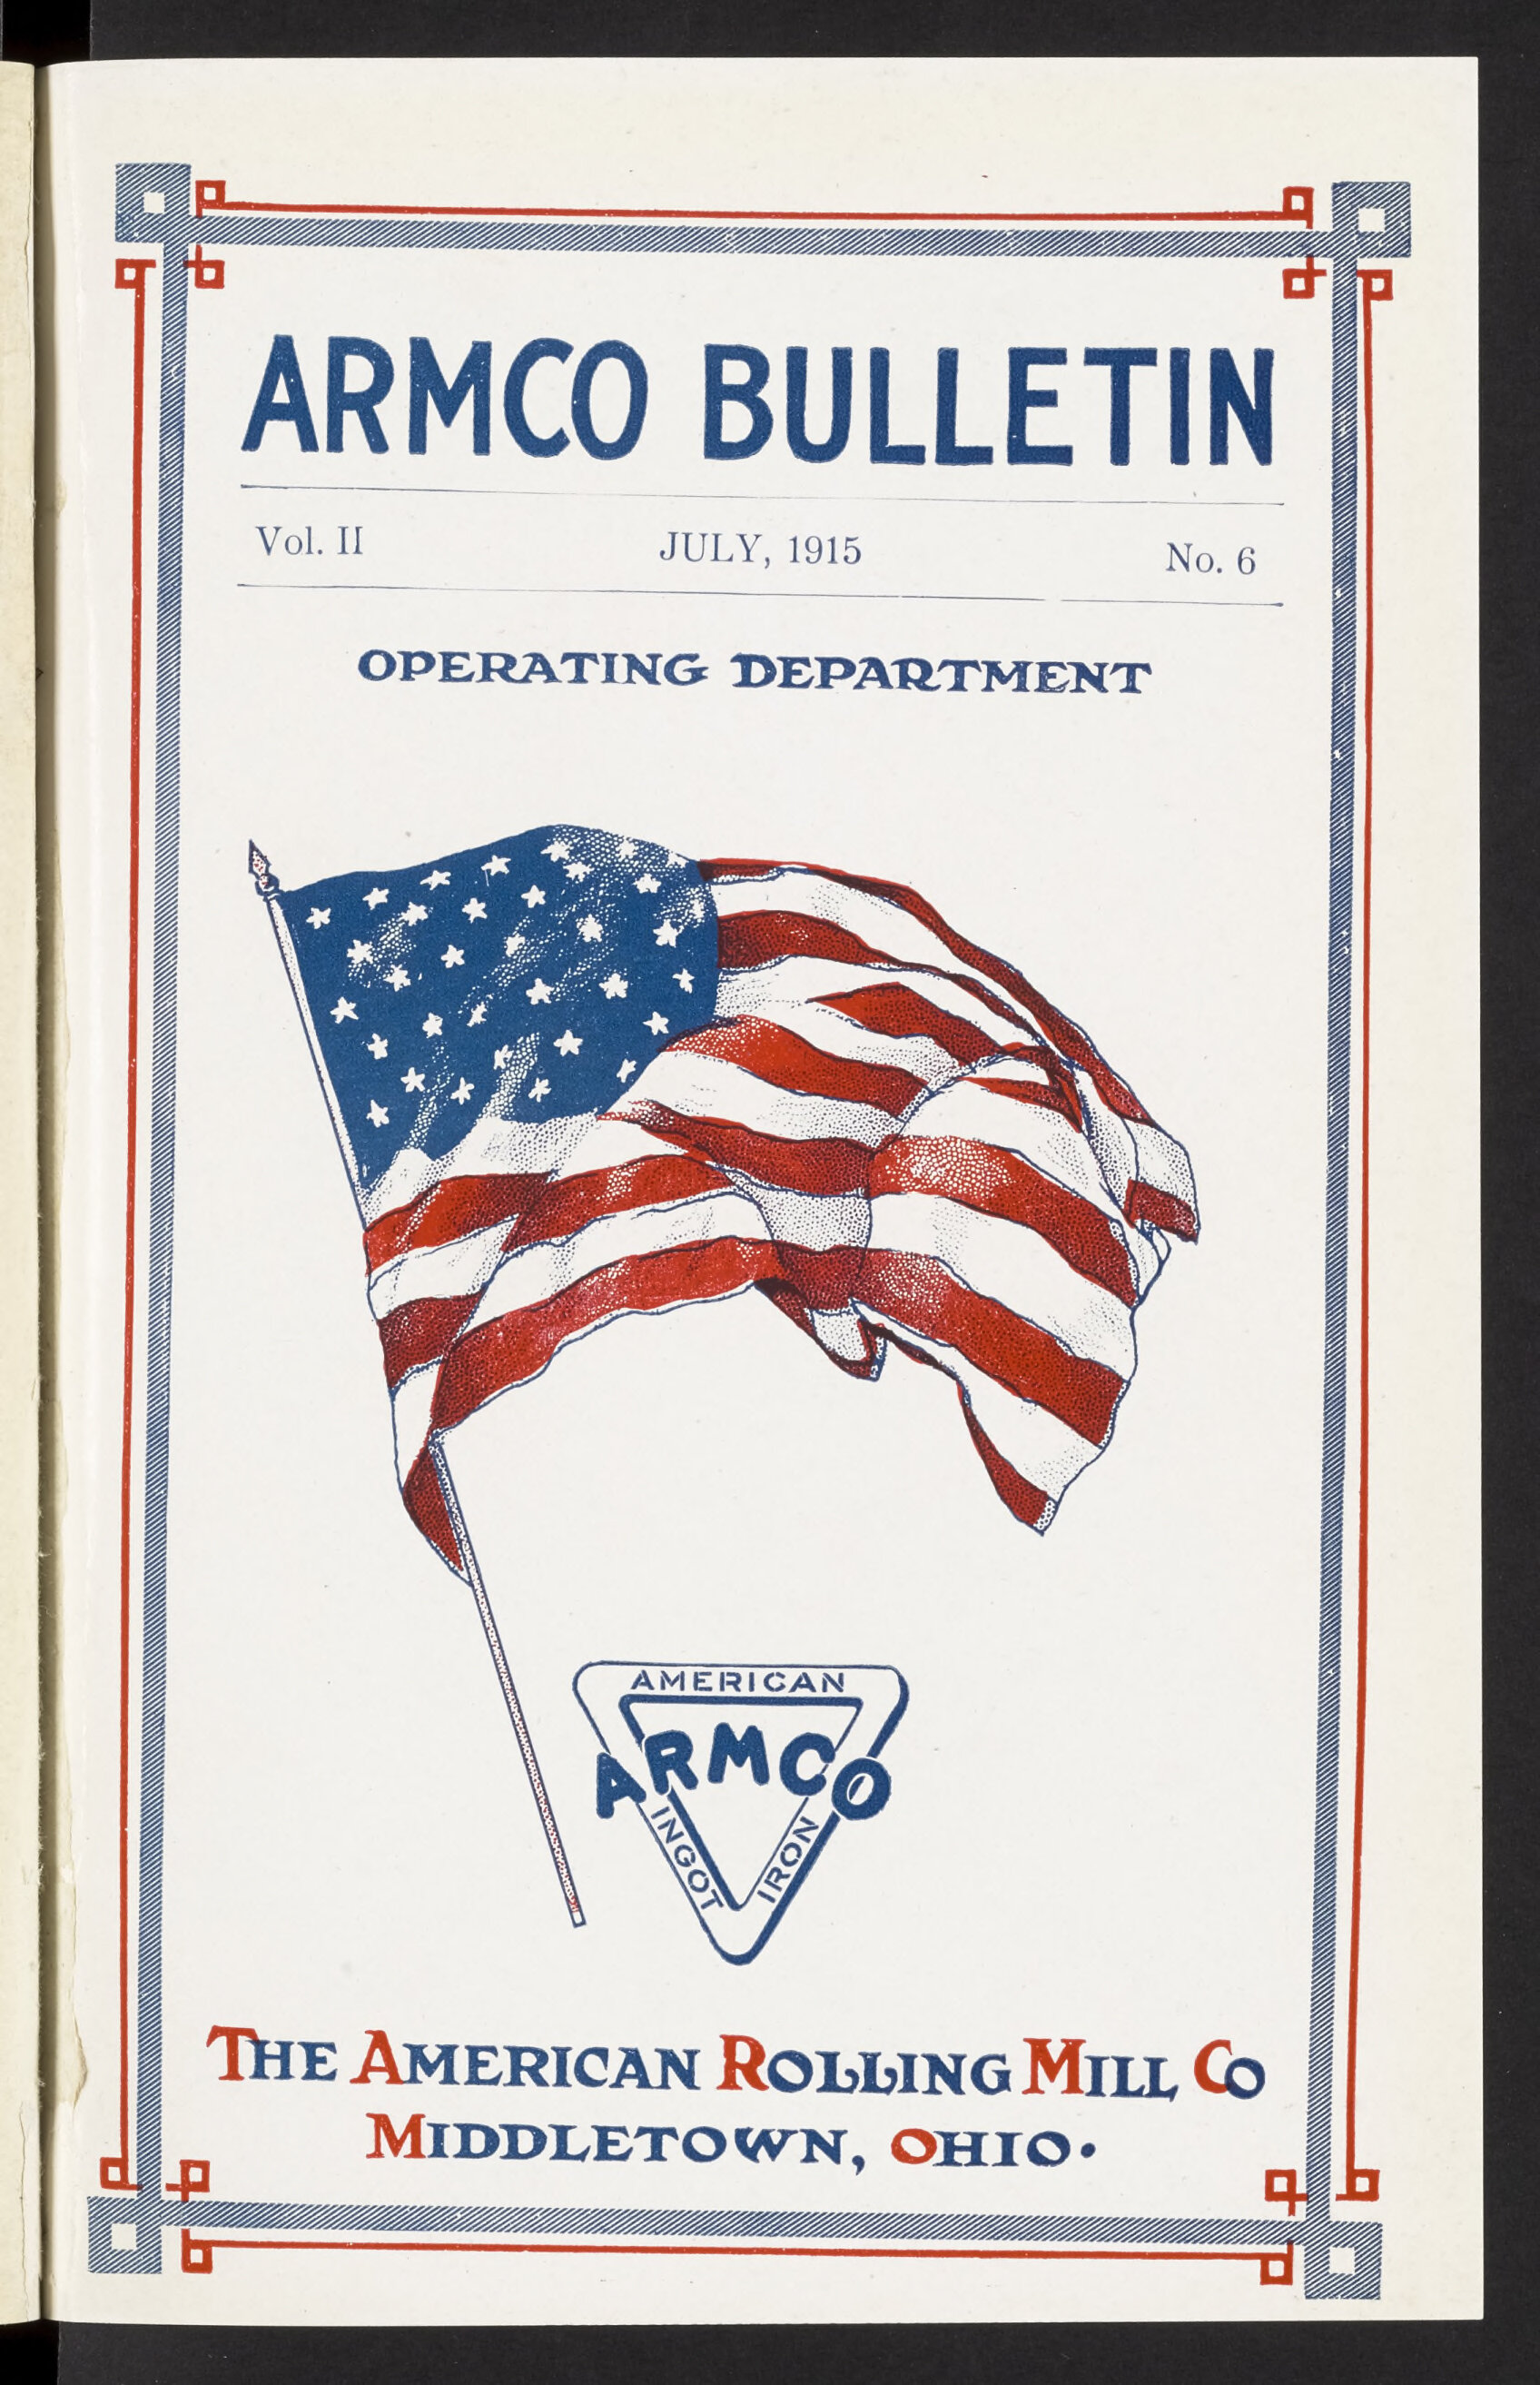 ARMCO BULLETIN
Vol. II JULY, 1915 No. 6
OPERATING DEPARTMENT
AMERICAN
ARMCO
INGOT IRON
THE AMERICAN ROLLING MILL CO
MIDDLETOWN, OHIO.